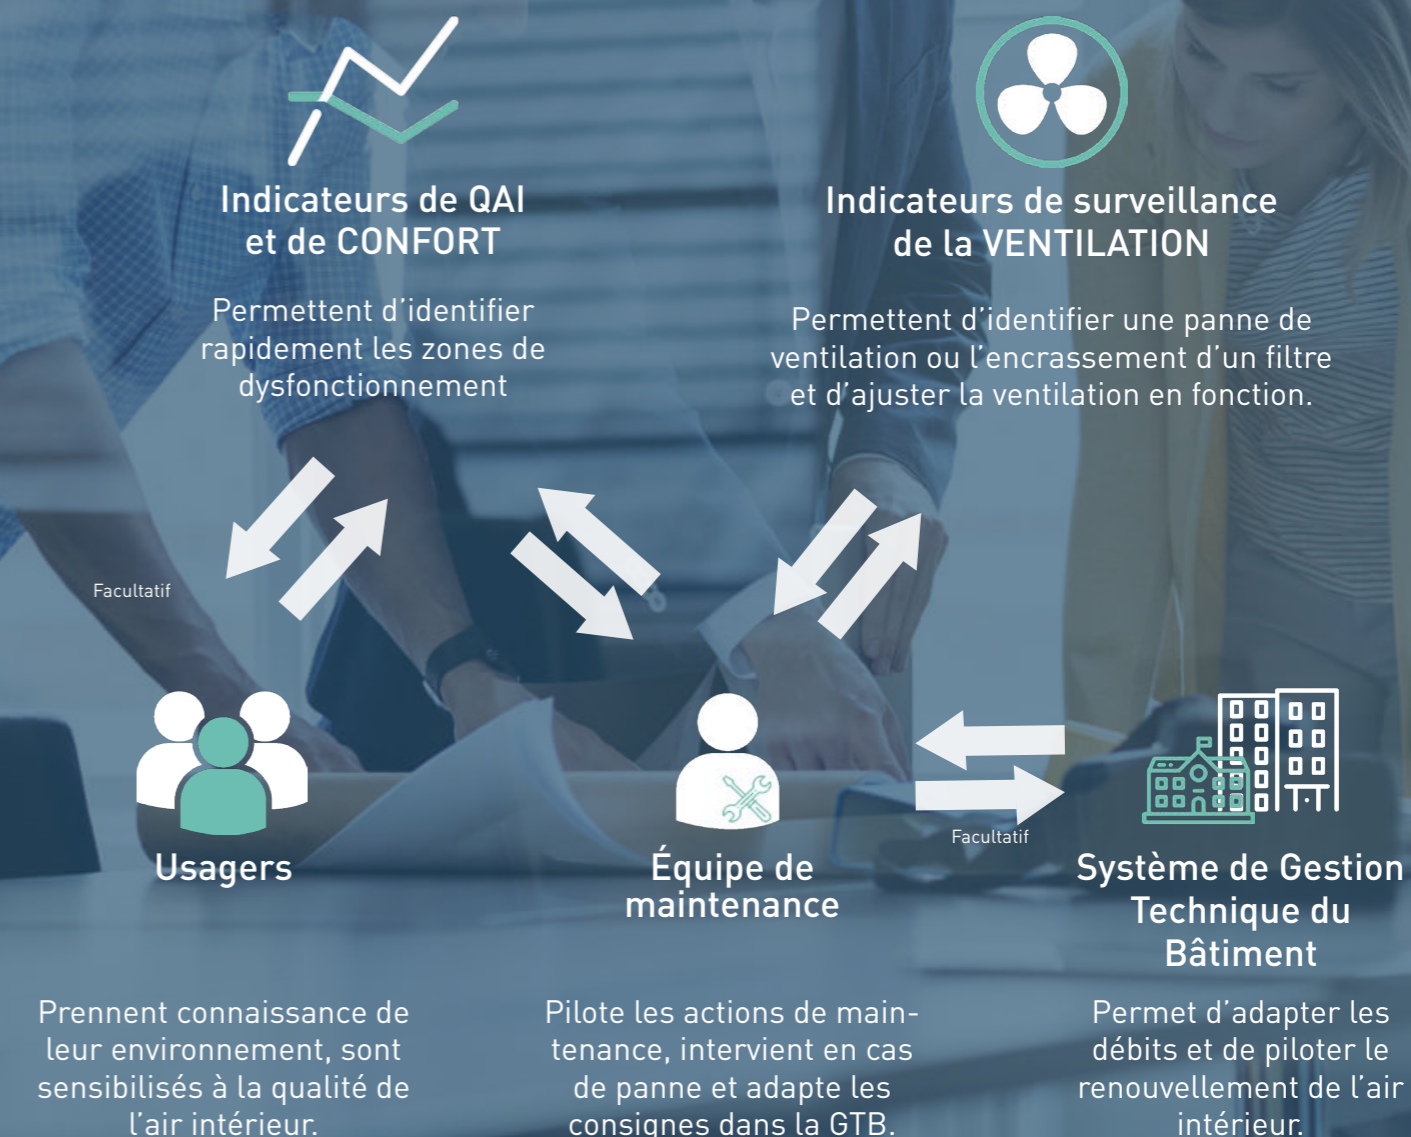 Indicateurs de QAI
et de CONFORT
Permettent d'identifier
rapidement les zones de
dysfonctionnement
Indicateurs de surveillance
de la VENTILATION
Permettent d'identifier une panne de
ventilation ou l'encrassement d'un filtre
et d'ajuster la ventilation en fonction.
Facultatif
Facultatif
Usagers
Prennent connaissance de
leur environnement, sont
sensibilisés à la qualité de
l'air intérieur.
Équipe de
maintenance
Pilote les actions de main-
tenance, intervient en cas
de panne et adapte les
consignes dans la GTB.
Système de Gestion
Technique du
Bâtiment
Permet d'adapter les
débits et de piloter le
renouvellement de l'air
intérieur.